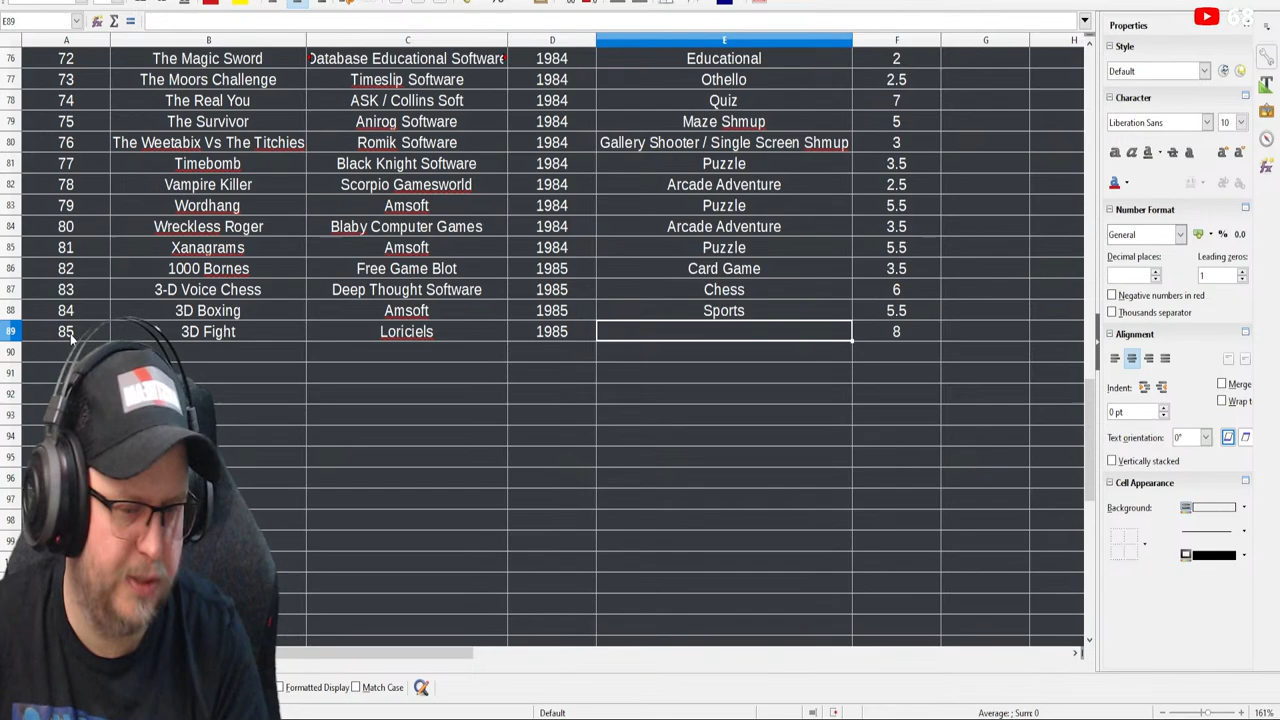 E89
68
Properties
A B C D E F G H
76 72 The Magic Sword Database Educational Software 1984 Educational 2
77 73 The Moors Challenge Timeslip Software 1984 Othello 2.5
78 74 The Real You ASK / Collins Soft 1984 Quiz 7
79 75 The Survivor Anirog Software 1984 Maze Shmup 5
80 76 The Weetabix Vs The Titchies Romik Software 1984 Gallery Shooter / Single Screen Shmup 3
81 77 Timebomb Black Knight Software 1984 Puzzle 3.5
82 78 Vampire Killer Scorpio Gamesworld 1984 Arcade Adventure 2.5
83 79 Wordhang Amsoft 1984 Puzzle 5.5
84 80 Wreckless Roger Blaby Computer Games 1984 Arcade Adventure 3.5
85 81 Xanagrams Amsoft 1984 Puzzle 5.5
86 82 1000 Bornes Free Game Blot 1985 Card Game 3.5
87 83 3-D Voice Chess Deep Thought Software 1985 Chess 6
88 84 3D Boxing Amsoft 1985 Sports 5.5
89 85 3D Fight Loriciels 1985 8
90
91
92
93
94
95
96
97
98
99
Style
Default
Character
Liberation Sans 10
Number Format
General % 0.0
Decimal places: Leading zeros:
1
Negative numbers in red
Thousands separator
Alignment
Indent: Merge
0 pt Wrap t
Text orientation: 0°
Vertically stacked
Cell Appearance
Background:
Formatted Display Match Case
Default Average: ; Sum: 0 161%